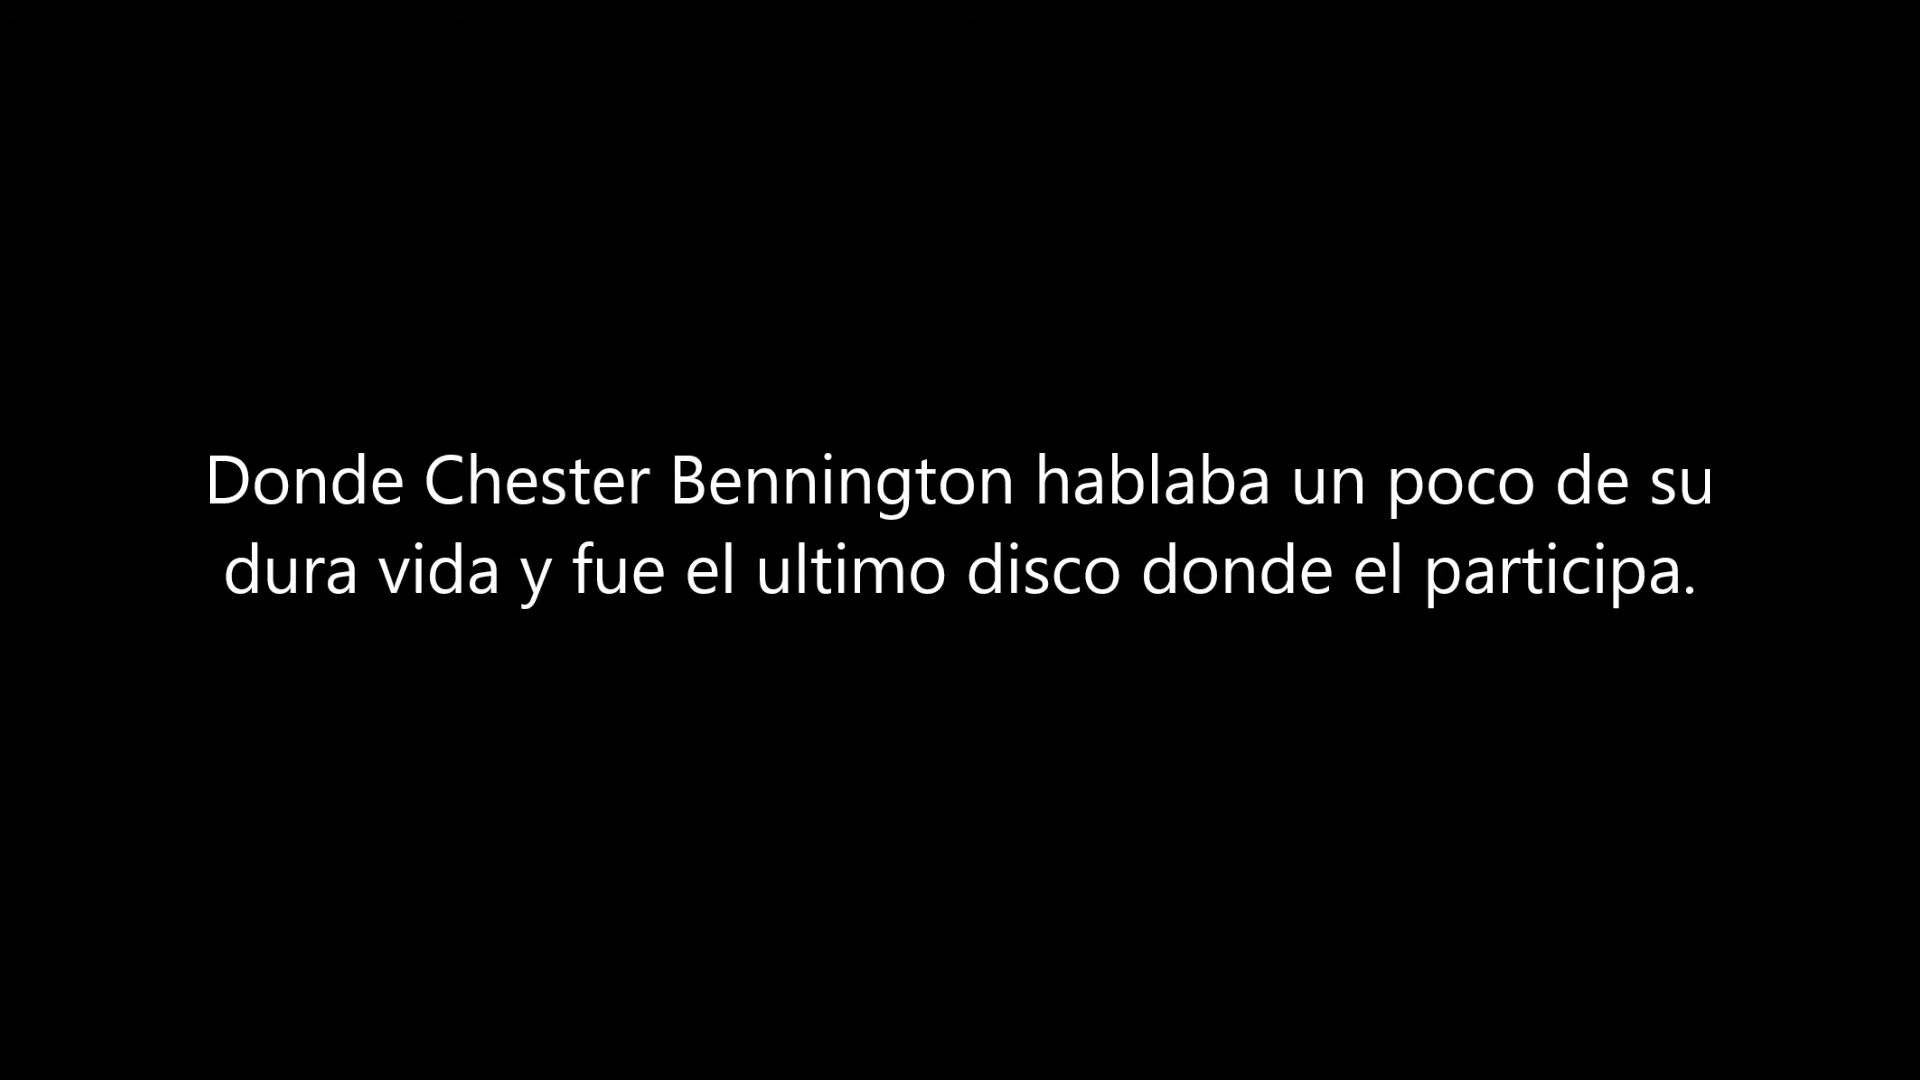 Donde Chester Bennington hablaba un poco de su
dura vida y fue el ultimo disco donde el participa.